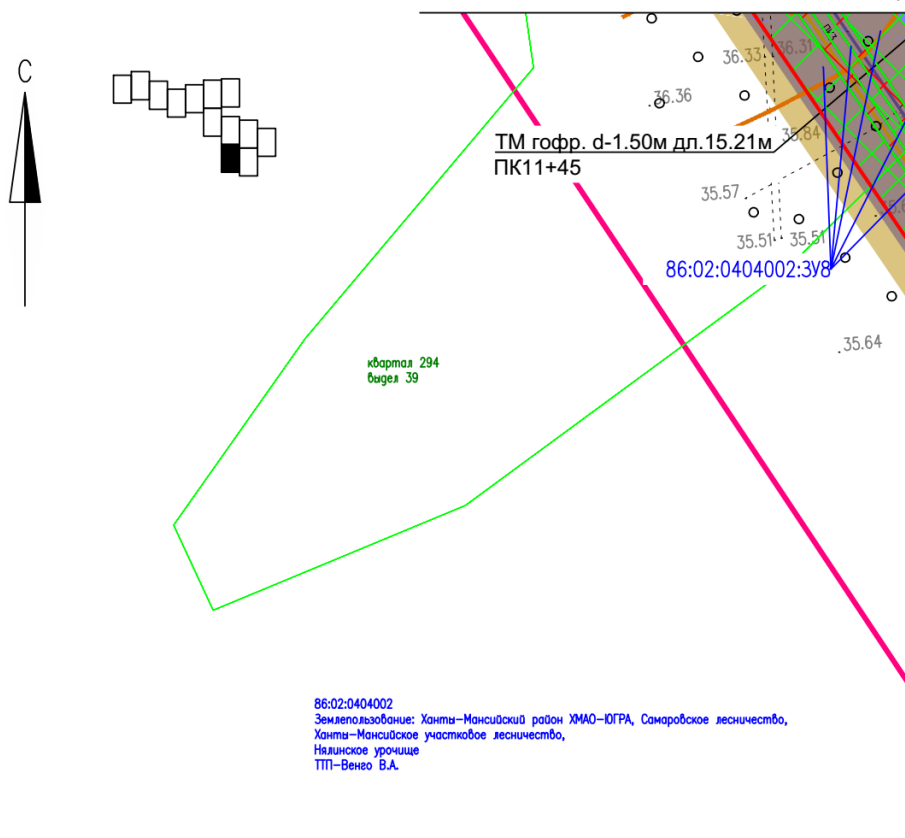 С
36.33
36.31
36.36
ТМ гофр. d-1.50м дл.15.21м
35.84
ПК11+45
35.57
35.51
35.51
86:02:0404002:ЗУ8
35.64
квартал 294
выдел 39
86:02:0404002
Землепользование: Ханты-Мансийский район ХМАО-ЮГРА, Самаровское лесничество,
Ханты-Мансийское участковое лесничество,
Нялинское урочище
ТТП-Венго В.А.